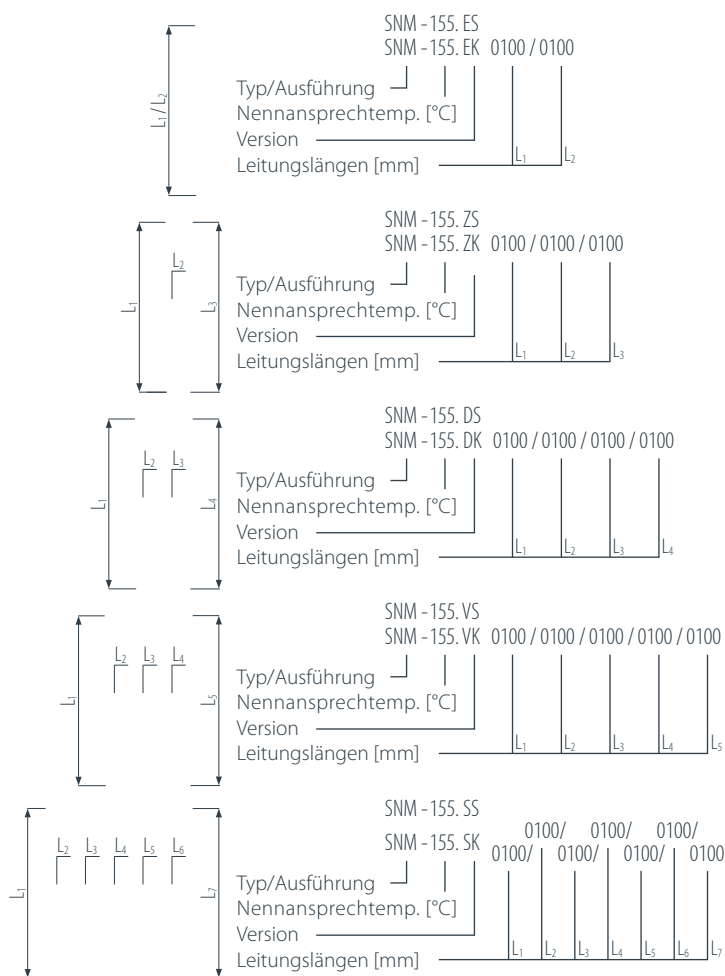 SNM - 155. ES
SNM - 155. EK 0100 / 0100
L1 / L2
Typ/Ausführung
Nennansprechtemp. [°C]
Version
Leitungslängen [mm]
L1 L2
SNM - 155. ZS
SNM - 155. ZK 0100 / 0100 / 0100
L1 L2 L3
Typ/Ausführung
Nennansprechtemp. [°C]
Version
Leitungslängen [mm]
L1 L2 L3
SNM - 155. DS
SNM - 155. DK 0100 / 0100 / 0100 / 0100
L1 L2 L3 L4
Typ/Ausführung
Nennansprechtemp. [°C]
Version
Leitungslängen [mm]
L1 L2 L3 L4
SNM - 155. VS
SNM - 155. VK 0100 / 0100 / 0100 / 0100 / 0100
L1 L2 L3 L4 L5
Typ/Ausführung
Nennansprechtemp. [°C]
Version
Leitungslängen [mm]
L1 L2 L3 L4 L5
SNM - 155. SS
SNM - 155. SK 0100/ 0100/ 0100/ 0100/ 0100/ 0100/ 0100
L1 L2 L3 L4 L5 L6 L7
Typ/Ausführung
Nennansprechtemp. [°C]
Version
Leitungslängen [mm]
L1 L2 L3 L4 L5 L6 L7